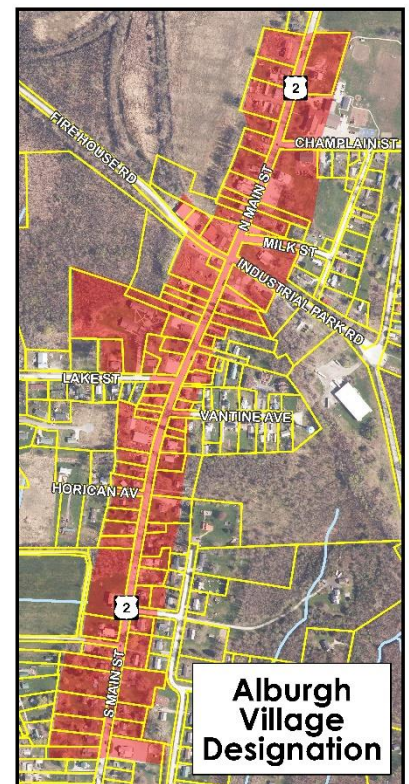 2
CHAMPLAIN ST
FIRE HOUSE RD
N MAIN ST
MILK ST
INDUSTRIAL PARK RD
LAKE ST
VANTINE AVE
HORICAN AV
2
S MAIN ST
Alburgh
Village
Designation